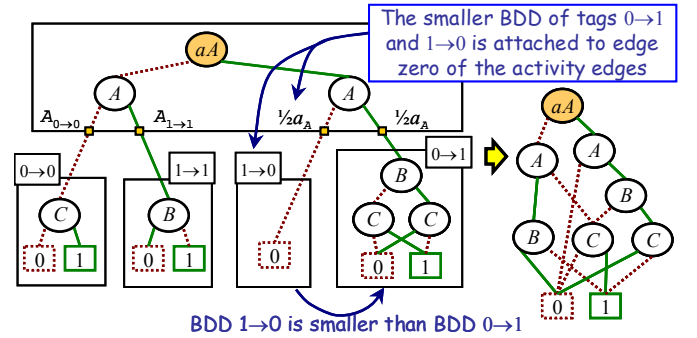 The smaller BDD of tags 0→1
and 1→0 is attached to edge
zero of the activity edges
aA
A A
A₀→₀ A₁→₁ ½a_A ½a_A
0→0 1→1 1→0 0→1
C B B
C C
0 1 0 1 0 0 1
BDD 1→0 is smaller than BDD 0→1
aA
A A
B
B C C
0 1